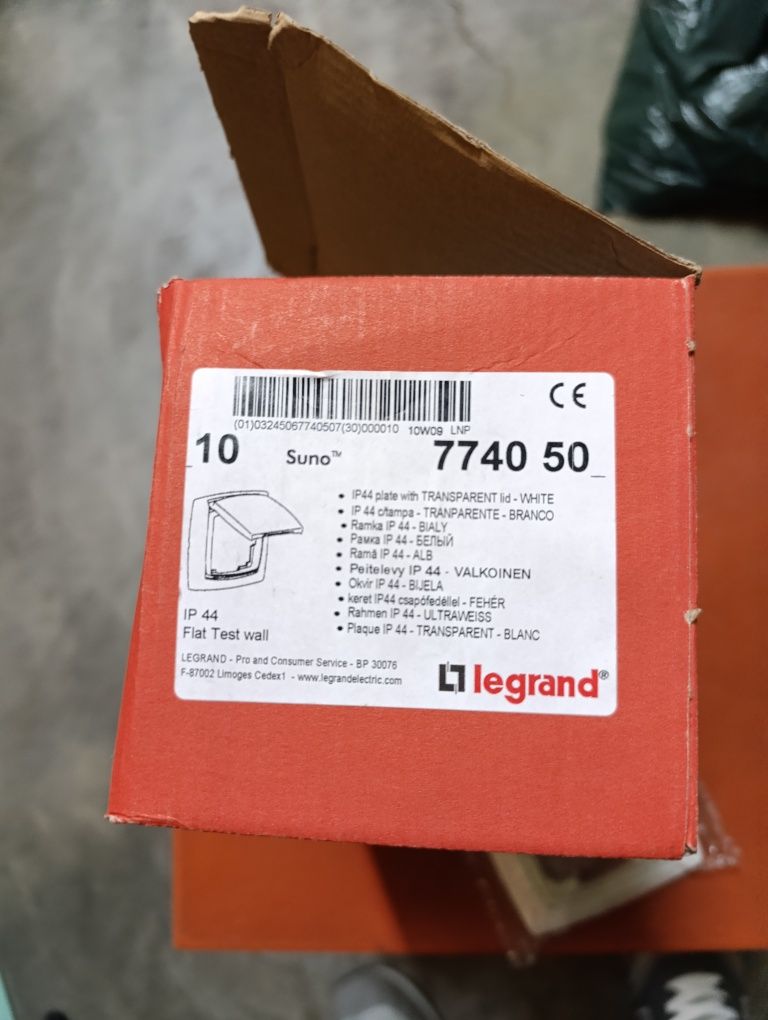 (01)03245067740507(30)000010 10W09 LNP
CE
10 Suno™ 7740 50
• IP44 plate with TRANSPARENT lid - WHITE
• IP 44 c/tampa - TRANPARENTE - BRANCO
• Ramka IP 44 - BIALY
• Рамка IP 44 - БЕЛЫЙ
• Ramă IP 44 - ALB
• Peitelevy IP 44 - VALKOINEN
• Okvir IP 44 - BIJELA
• keret IP44 csapófedéllel - FEHÉR
• Rahmen IP 44 - ULTRAWEISS
• Plaque IP 44 - TRANSPARENT - BLANC
IP 44
Flat Test wall
LEGRAND - Pro and Consumer Service - BP 30076
F-87002 Limoges Cedex1 - www.legrandelectric.com
legrand®